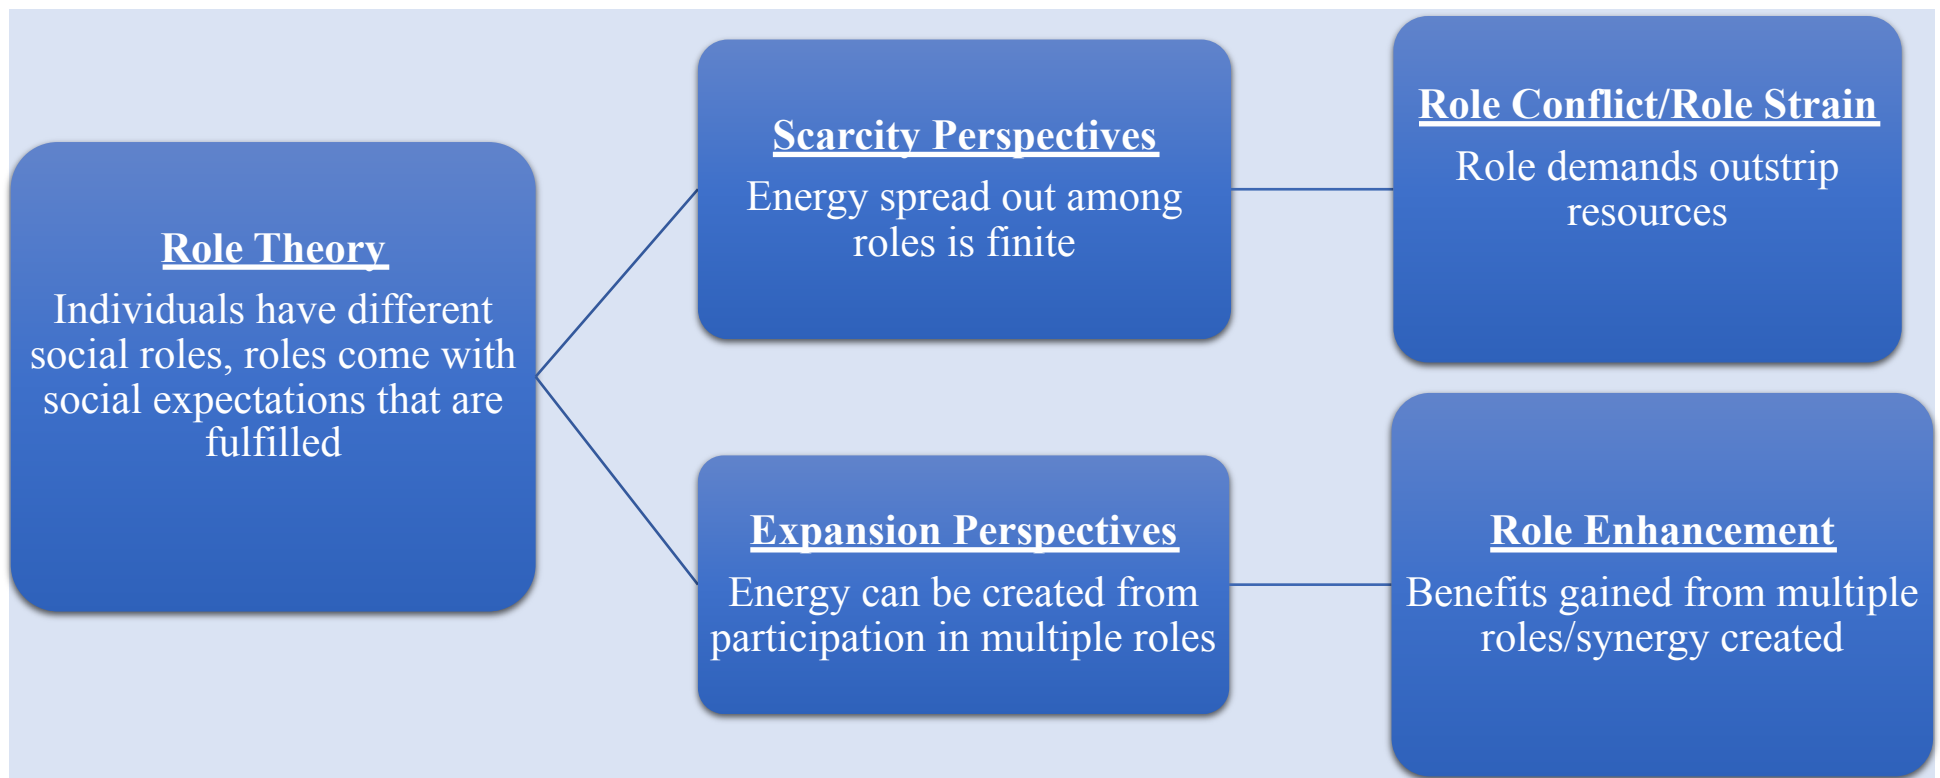 Role Theory
Individuals have different
social roles, roles come with
social expectations that are
fulfilled
Scarcity Perspectives
Energy spread out among
roles is finite
Role Conflict/Role Strain
Role demands outstrip
resources
Expansion Perspectives
Energy can be created from
participation in multiple roles
Role Enhancement
Benefits gained from multiple
roles/synergy created